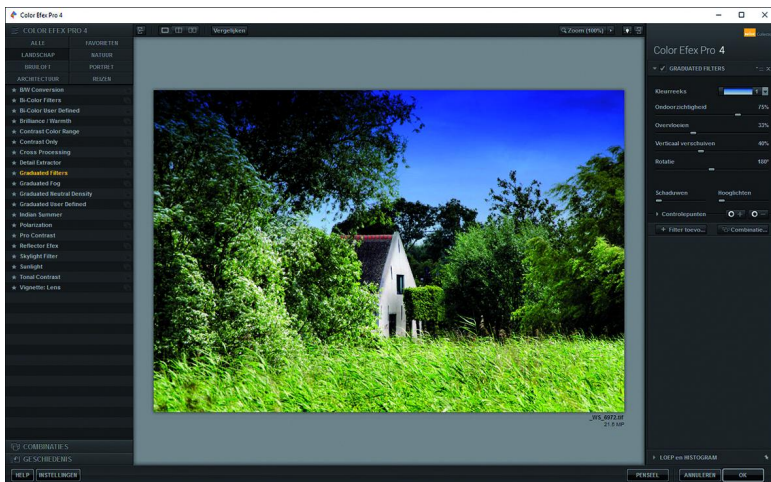 Color Efex Pro 4
COLOR EFEX PRO 4
ALLE FAVORIETEN
LANDSCHAP NATUUR
BRUILOFT PORTRET
ARCHITECTUUR REIZEN
B/W Conversion
Bi-Color Filters
Bi-Color User Defined
Brilliance / Warmth
Contrast Color Range
Contrast Only
Cross Processing
Detail Extractor
Graduated Filters
Graduated Fog
Graduated Neutral Density
Graduated User Defined
Indian Summer
Polarization
Pro Contrast
Reflector Efex
Skylight Filter
Sunlight
Tonal Contrast
Vignette: Lens
COMBINATIES
GESCHIEDENIS
HELP INSTELLINGEN
Vergelijken
Zoom (100%)
_WS_6972.tif
21.8 MP
Color Efex Pro 4
GRADUATED FILTERS
Kleurreeks 1
Ondoorzichtigheid 75%
Overvloeien 33%
Verticaal verschuiven 40%
Rotatie 180°
Schaduwen Hooglichten
Controlepunten
+ Filter toevo... Combinatie...
LOEP en HISTOGRAM
PENSEEL ANNULEREN OK